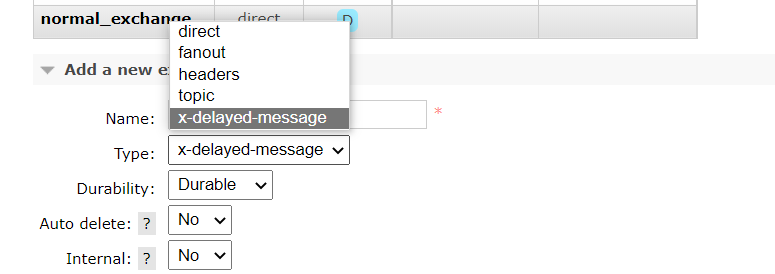 normal_exchange direct D
direct
fanout
headers
topic
x-delayed-message
Add a new e
Name: *
Type: x-delayed-message
Durability: Durable
Auto delete: ? No
Internal: ? No